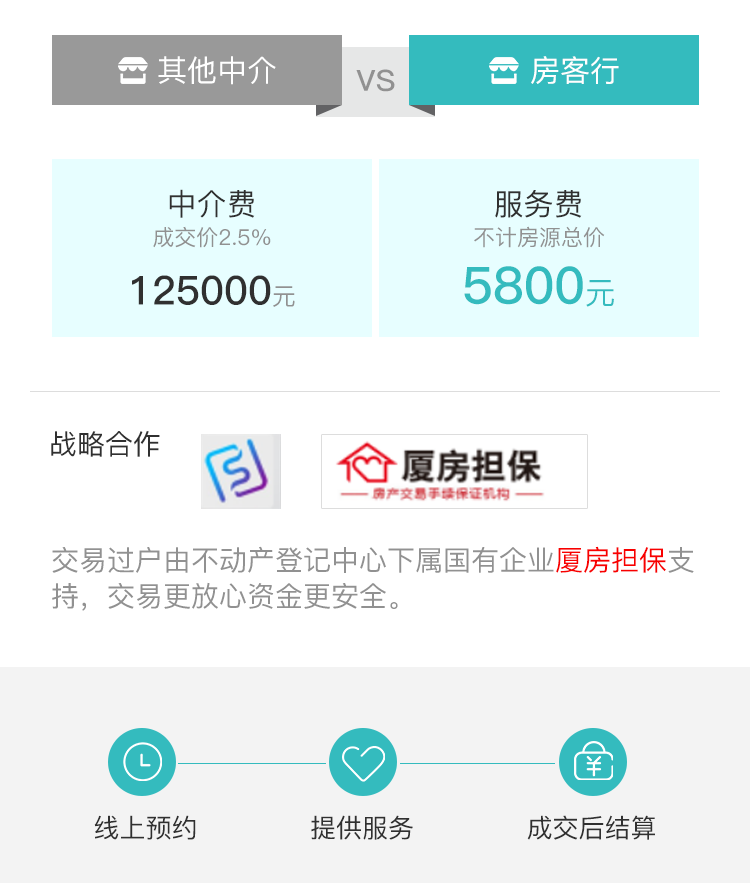 其他中介
VS
房客行
中介费
成交价2.5%
125000元
服务费
不计房源总价
5800元
战略合作
厦房担保
房产交易手续保证机构
交易过户由不动产登记中心下属国有企业厦房担保支
持，交易更放心资金更安全。
线上预约
提供服务
成交后结算